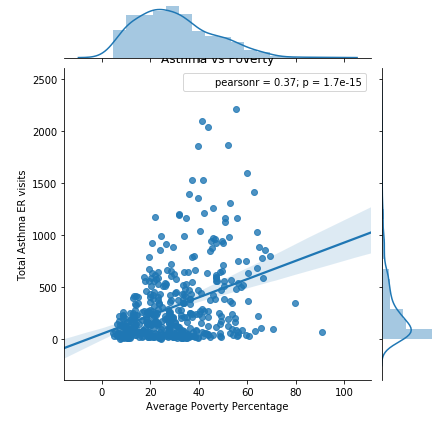 Asthma vs Poverty
pearsonr = 0.37; p = 1.7e-15
2500
2000
1500
1000
500
0
Total Asthma ER visits
0 20 40 60 80 100
Average Poverty Percentage